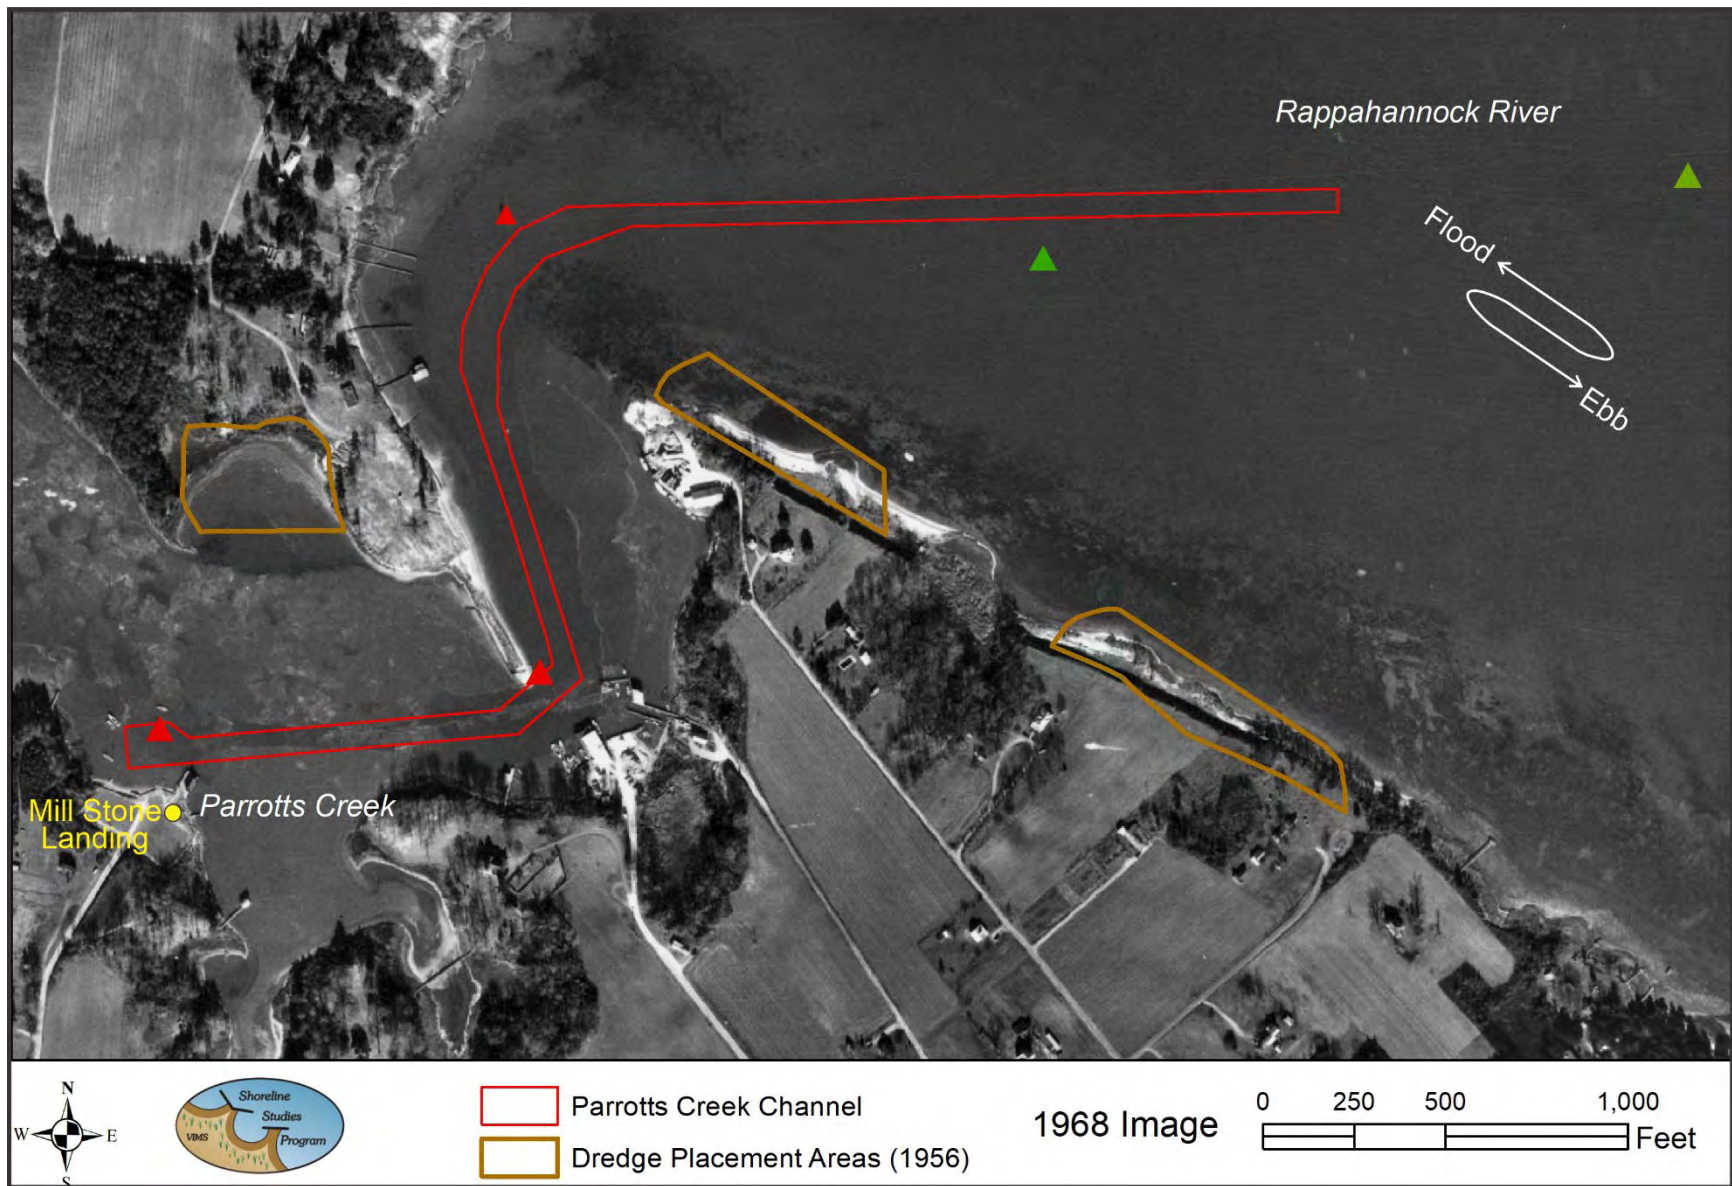 Rappahannock River
Flood
Ebb
Mill Stone
Landing
Parrotts Creek
N
W
E
S
Shoreline
Studies
VIMS
Program
Parrotts Creek Channel
Dredge Placement Areas (1956)
1968 Image
0 250 500 1,000
Feet